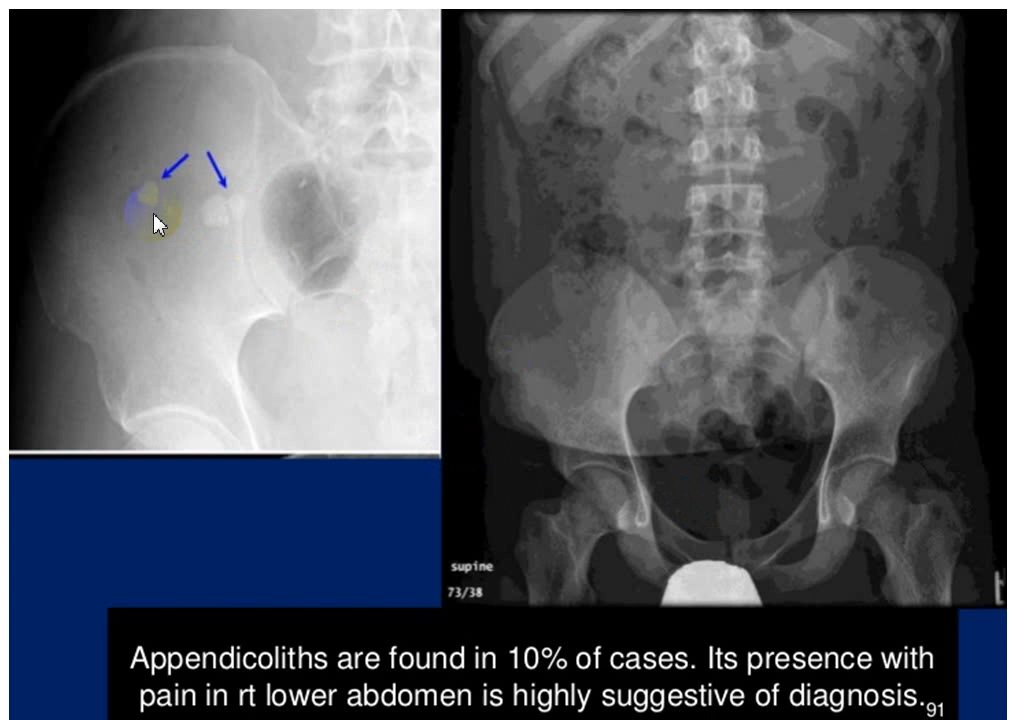 supine
73/38
Appendicoliths are found in 10% of cases. Its presence with
pain in rt lower abdomen is highly suggestive of diagnosis.
91